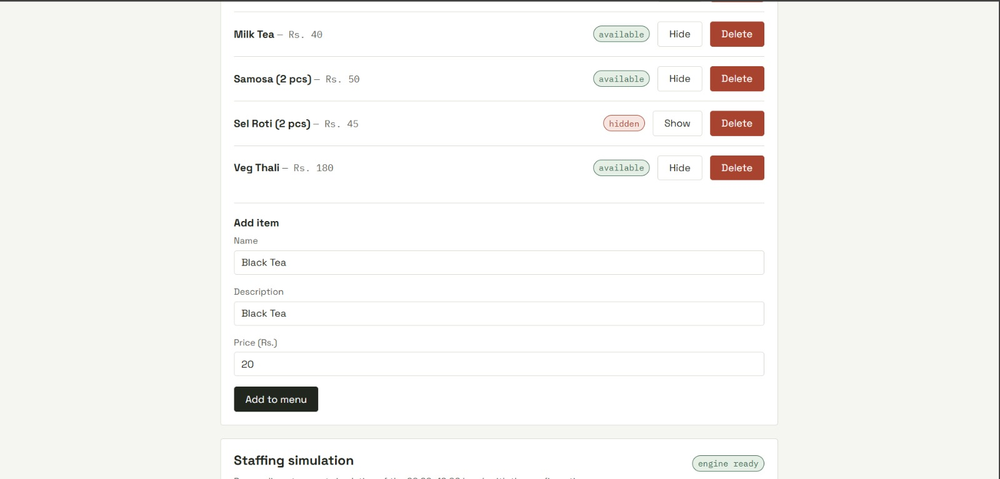 Milk Tea — Rs. 40 available Hide Delete
Samosa (2 pcs) — Rs. 50 available Hide Delete
Sel Roti (2 pcs) — Rs. 45 hidden Show Delete
Veg Thali — Rs. 180 available Hide Delete
Add item
Name
Black Tea
Description
Black Tea
Price (Rs.)
20
Add to menu
Staffing simulation engine ready